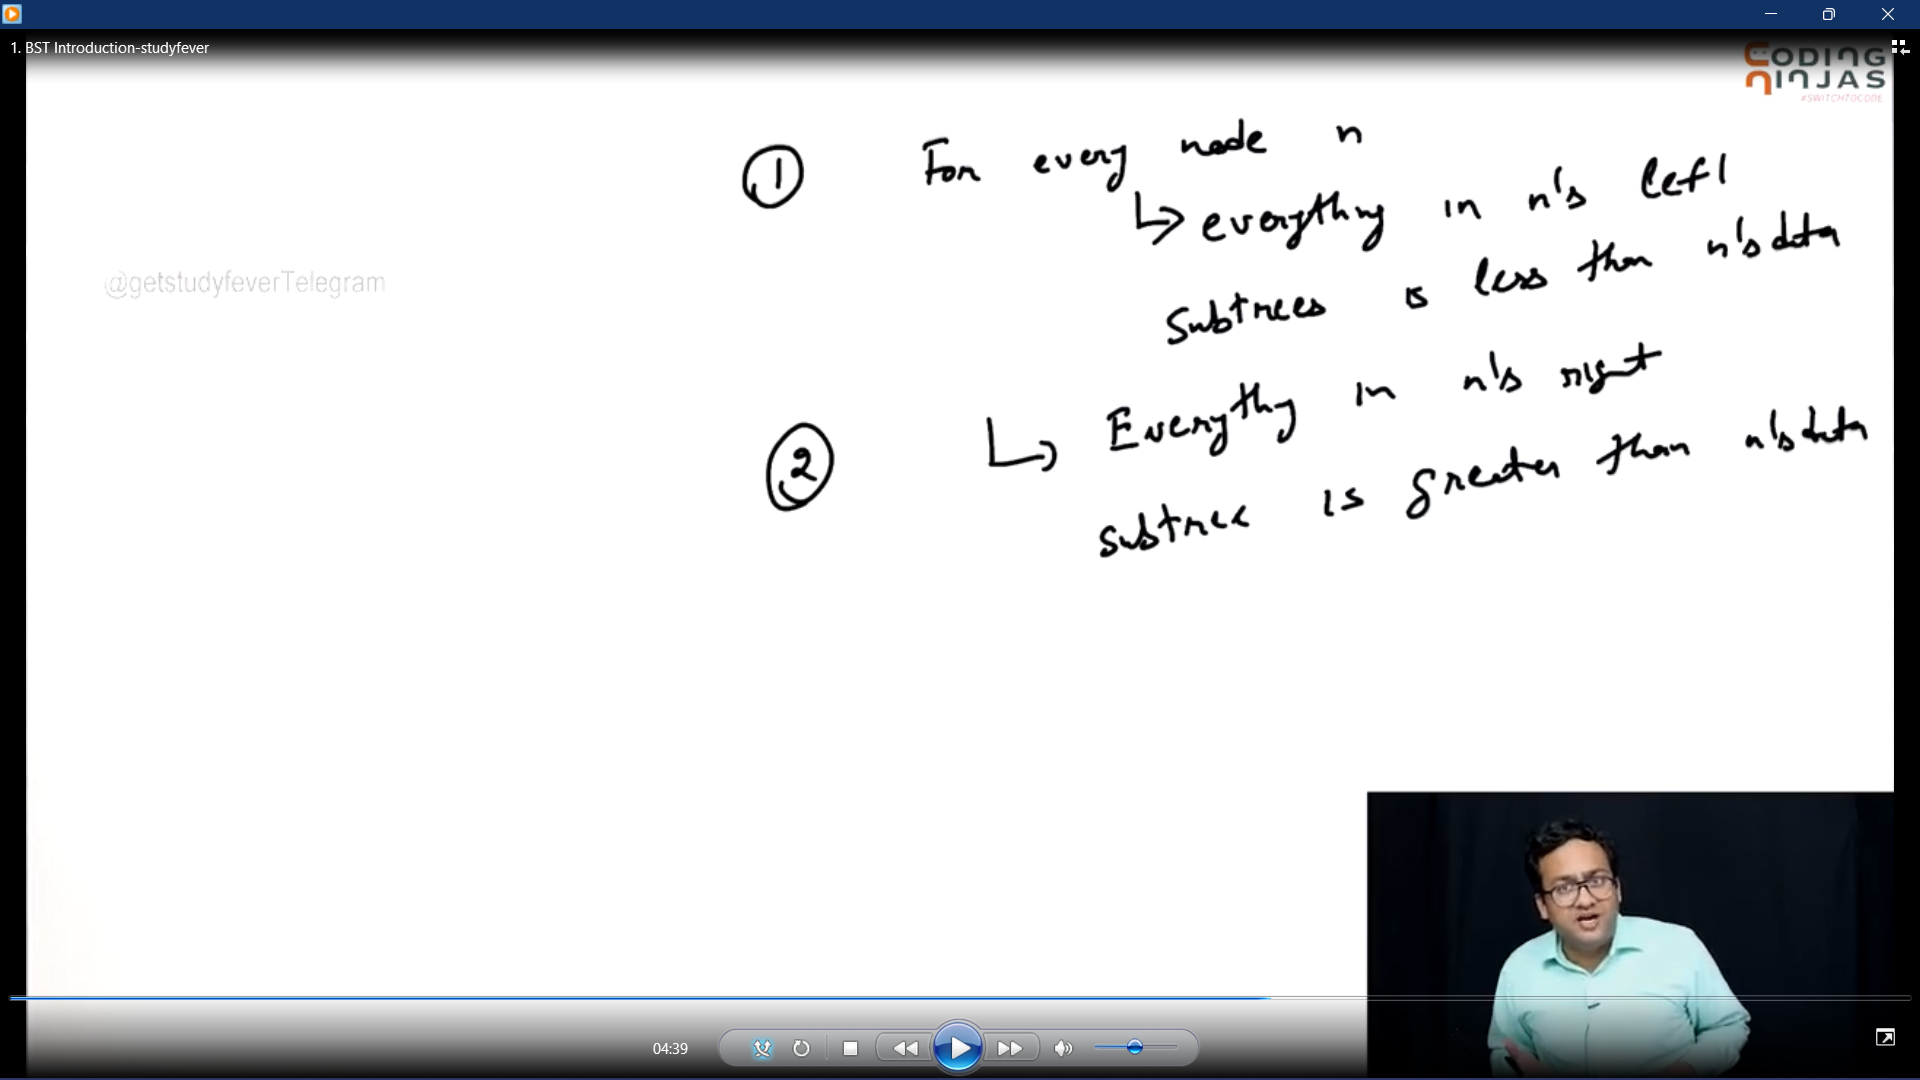 1. BST Introduction-studyfever
CODING
NINJAS
#SWITCHTOCODE
① For every node n
↳ everything in n's left
subtrees is less than n's data
@getstudyfeverTelegram
② ↳ Everythg in n's right
subtree is greater than n's data
04:39